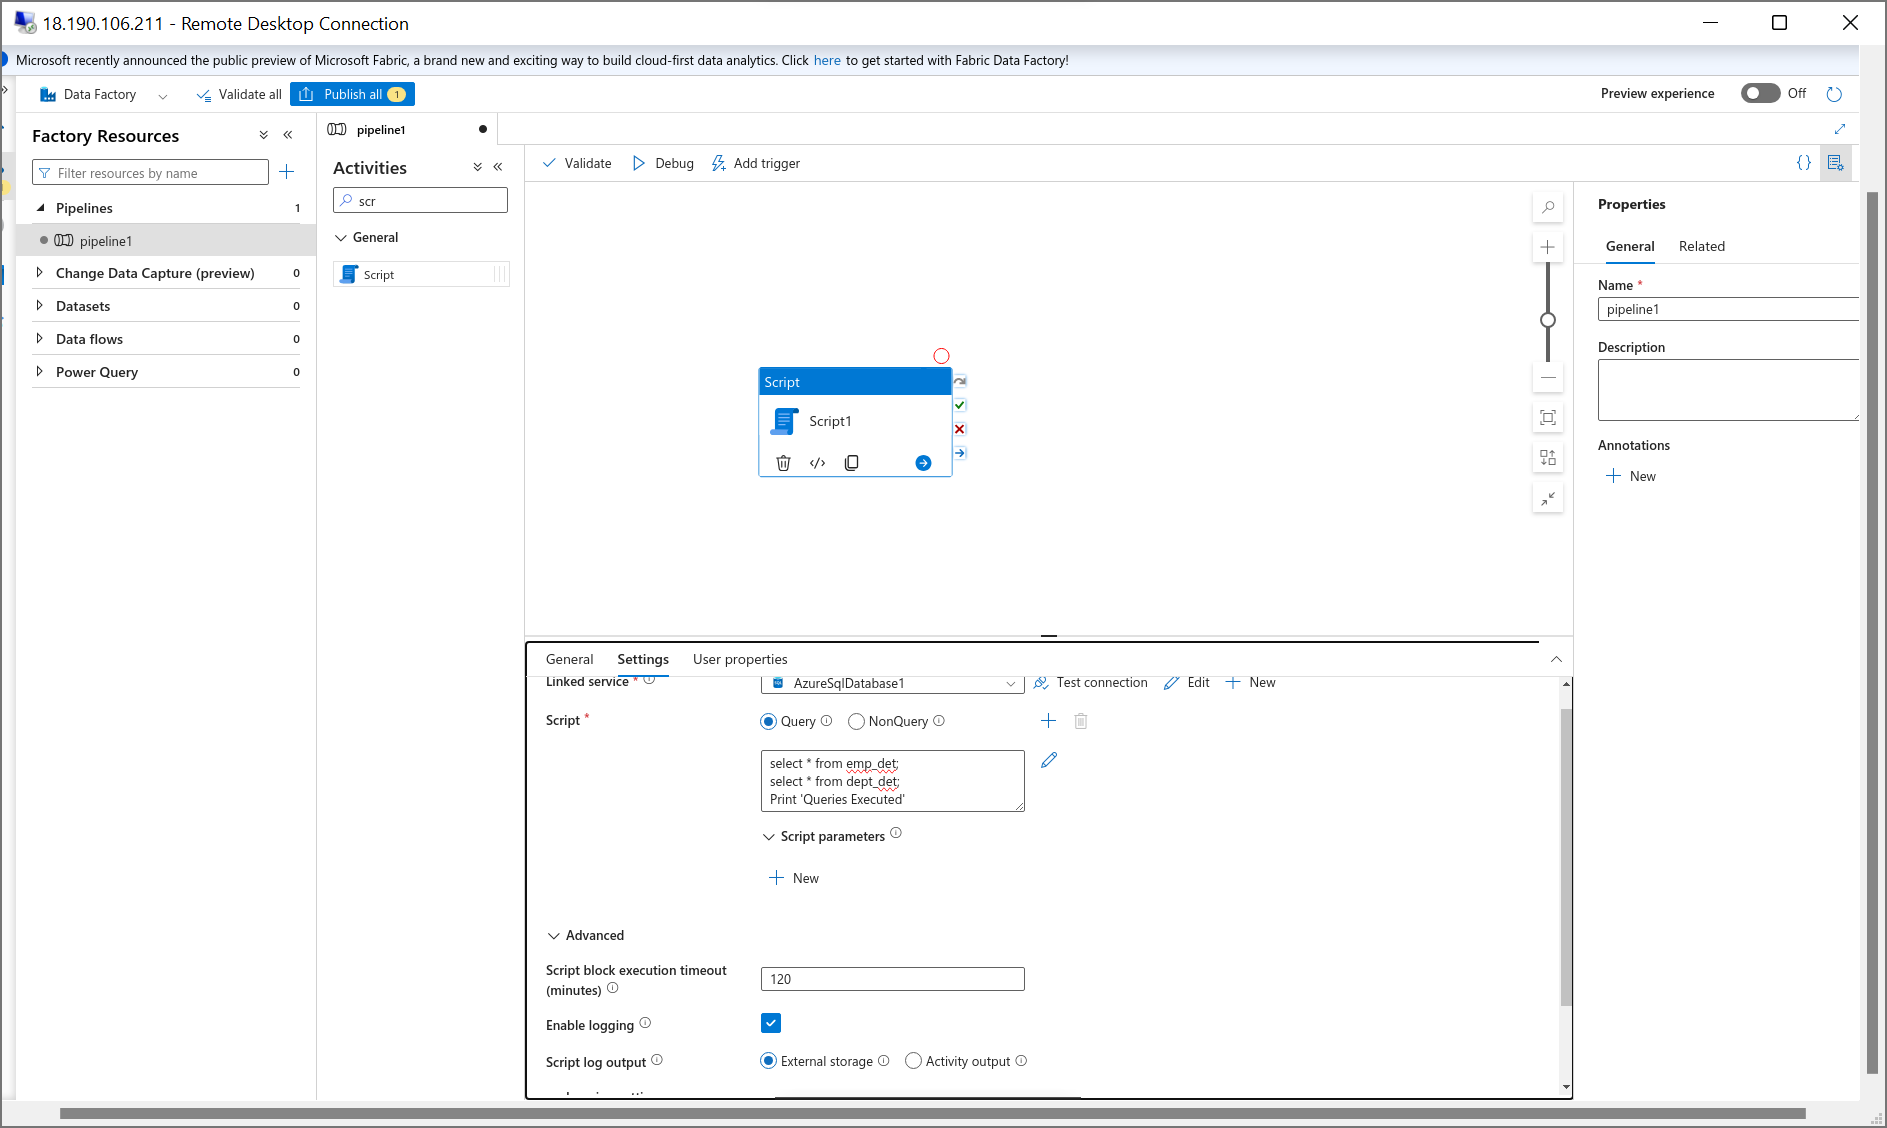 18.190.106.211 - Remote Desktop Connection
Microsoft recently announced the public preview of Microsoft Fabric, a brand new and exciting way to build cloud-first data analytics. Click here to get started with Fabric Data Factory!
Data Factory
Validate all
Publish all 1
Preview experience
Off
Factory Resources
Filter resources by name
Pipelines 1
pipeline1
Change Data Capture (preview) 0
Datasets 0
Data flows 0
Power Query 0
pipeline1
Activities
scr
General
Script
Validate
Debug
Add trigger
{}
Script
Script1
Properties
General
Related
Name *
pipeline1
Description
Annotations
New
General
Settings
User properties
Linked service *
AzureSqlDatabase1
Test connection
Edit
New
Script *
Query
NonQuery
select * from emp_det;
select * from dept_det;
Print 'Queries Executed'
Script parameters
New
Advanced
Script block execution timeout
(minutes)
120
Enable logging
Script log output
External storage
Activity output